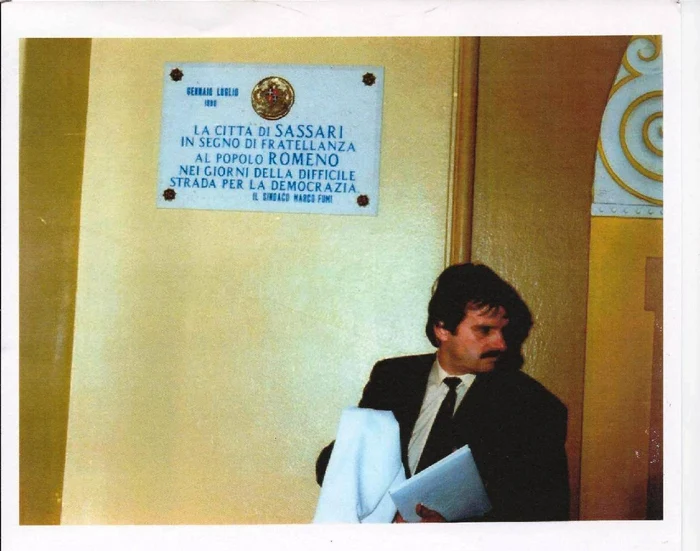 GENNAIO LUGLIO
1990
LA CITTÀ DI SASSARI
IN SEGNO DI FRATELLANZA
AL POPOLO ROMENO
NEI GIORNI DELLA DIFFICILE
STRADA PER LA DEMOCRAZIA
IL SINDACO MARCO FUMI